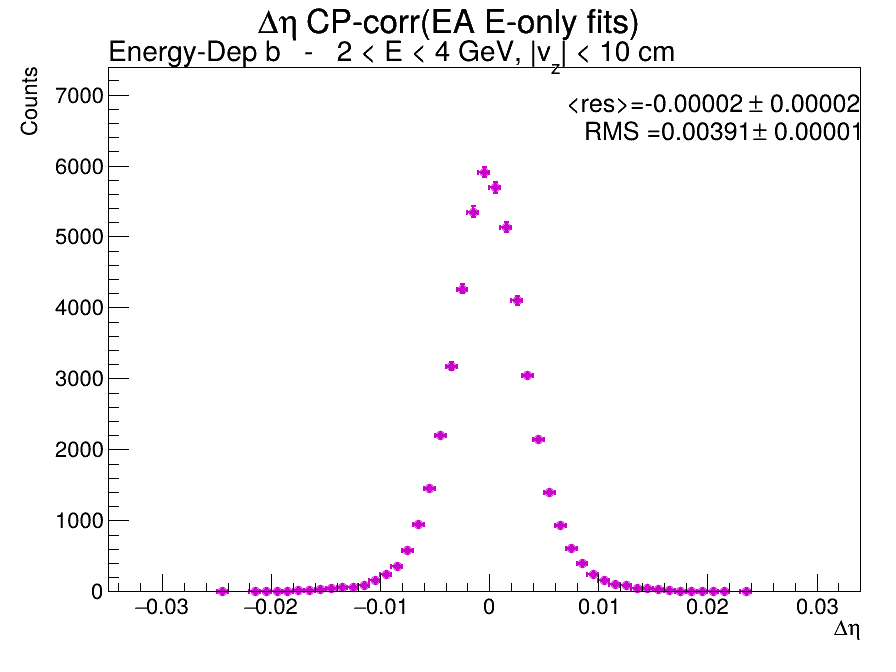 Δη CP-corr(EA E-only fits)
Energy-Dep b - 2 < E < 4 GeV, |v_z| < 10 cm
Counts
<res>=-0.00002 ± 0.00002
RMS =0.00391± 0.00001
7000
6000
5000
4000
3000
2000
1000
0
−0.03 −0.02 −0.01 0 0.01 0.02 0.03
Δη